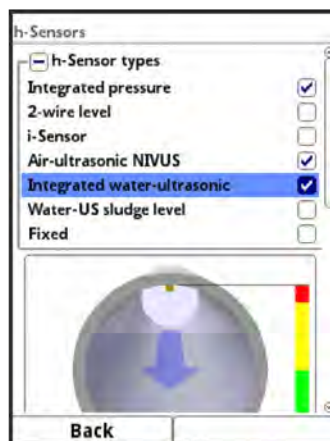 h-Sensors
h-Sensor types
Integrated pressure
2-wire level
i-Sensor
Air-ultrasonic NIVUS
Integrated water-ultrasonic
Water-US sludge level
Fixed
Back